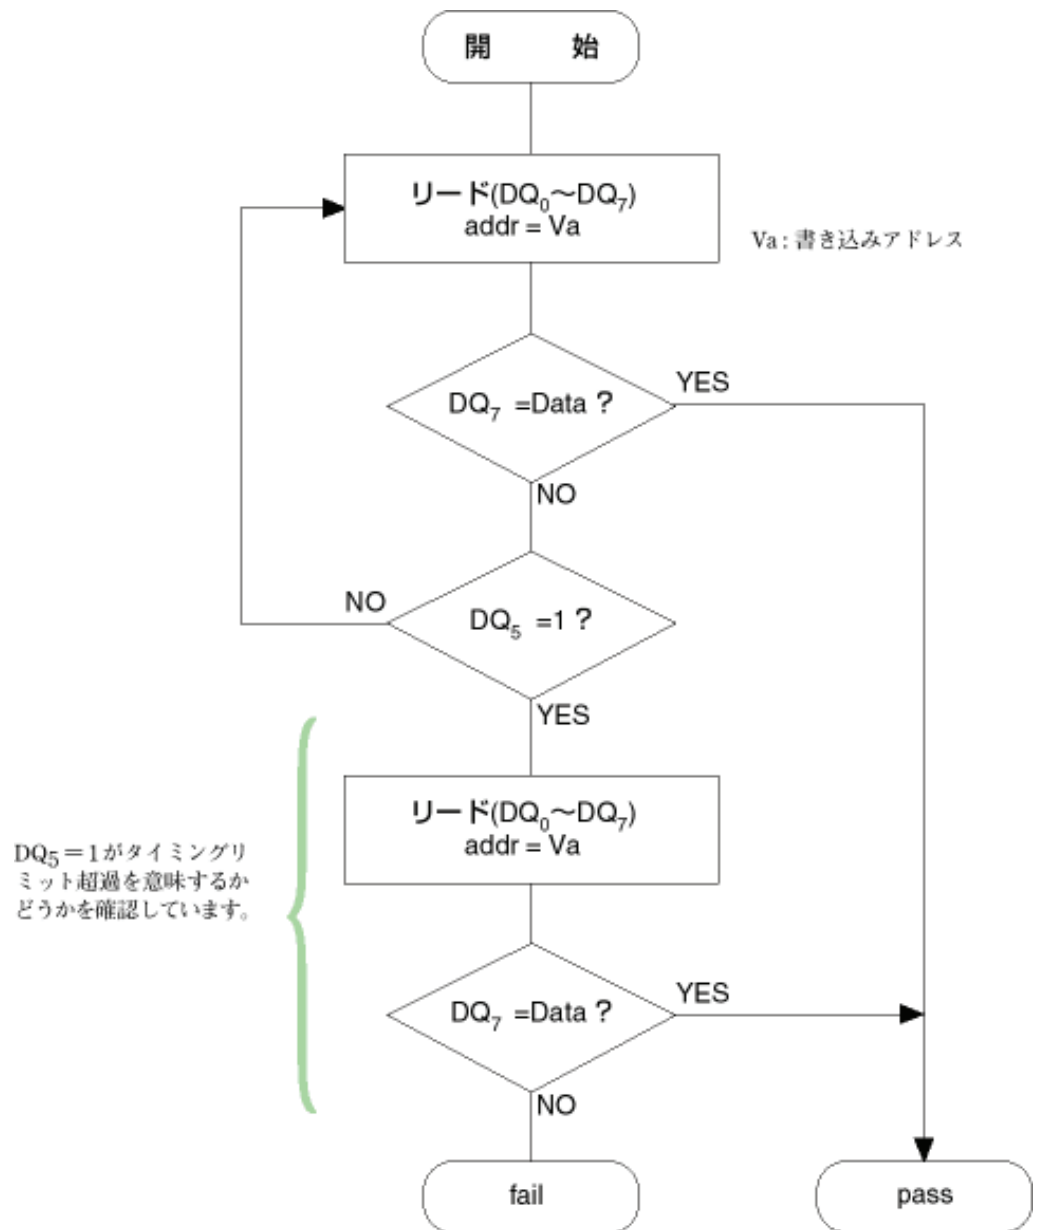 開 始
リード(DQ0〜DQ7)
addr = Va
Va : 書き込みアドレス
DQ7 =Data ?
YES
NO
DQ5 =1 ?
NO
YES
リード(DQ0〜DQ7)
addr = Va
DQ5=1がタイミングリ
ミット超過を意味するか
どうかを確認しています。
DQ7 =Data ?
YES
NO
fail
pass